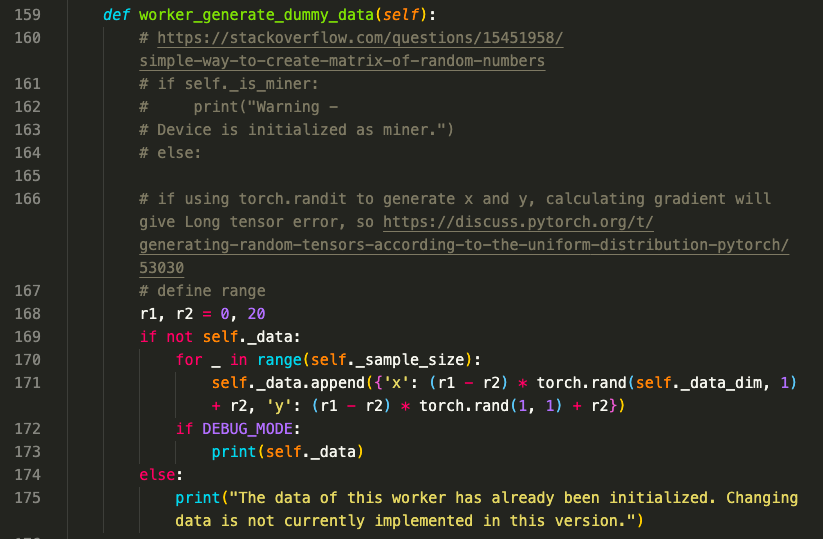 159 def worker_generate_dummy_data(self):
160 # https://stackoverflow.com/questions/15451958/
simple-way-to-create-matrix-of-random-numbers
161 # if self._is_miner:
162 #     print("Warning -
163 # Device is initialized as miner.")
164 # else:
165
166 # if using torch.randit to generate x and y, calculating gradient will
give Long tensor error, so https://discuss.pytorch.org/t/
generating-random-tensors-according-to-the-uniform-distribution-pytorch/
53030
167 # define range
168 r1, r2 = 0, 20
169 if not self._data:
170     for _ in range(self._sample_size):
171         self._data.append({'x': (r1 - r2) * torch.rand(self._data_dim, 1)
+ r2, 'y': (r1 - r2) * torch.rand(1, 1) + r2})
172     if DEBUG_MODE:
173         print(self._data)
174 else:
175     print("The data of this worker has already been initialized. Changing
data is not currently implemented in this version.")